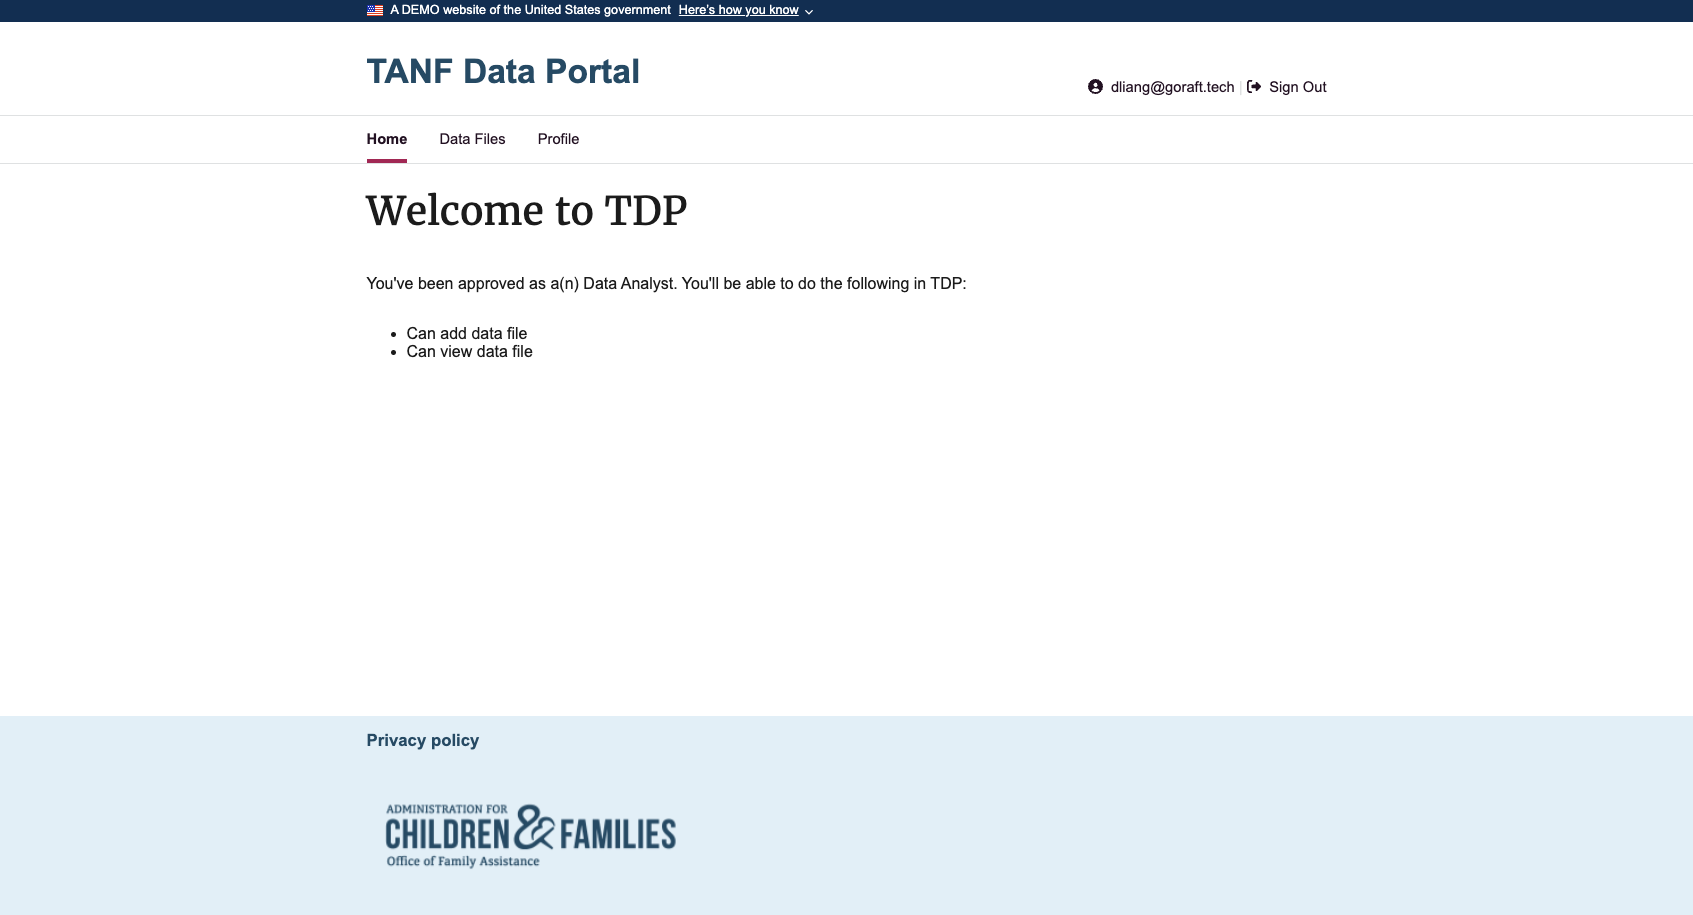 A DEMO website of the United States government Here's how you know
TANF Data Portal
dliang@goraft.tech Sign Out
Home Data Files Profile
Welcome to TDP
You've been approved as a(n) Data Analyst. You'll be able to do the following in TDP:
Can add data file
Can view data file
Privacy policy
ADMINISTRATION FOR
CHILDREN & FAMILIES
Office of Family Assistance